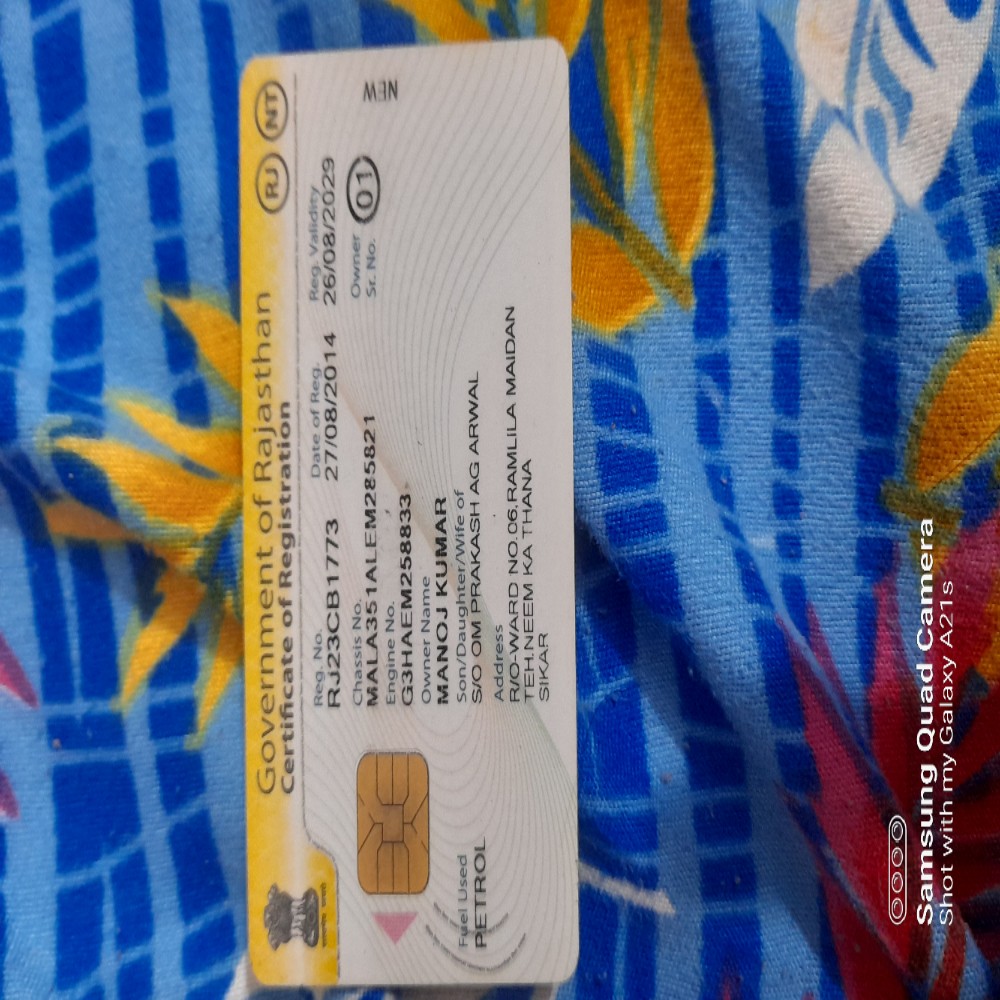 Government of Rajasthan
Certificate of Registration
RJ NT
Reg. No. Date of Reg. Reg. Validity
RJ23CB1773 27/08/2014 26/08/2029
Chassis No. Owner
MALA351ALEM285821 Sr. No. 01
NEW
Engine No.
G3HAEM258833
Owner Name
MANOJ KUMAR
Son/Daughter/Wife of
S/O OM PRAKASH AG ARWAL
Fuel Used
PETROL
Address
R/O-WARD NO.06,RAMLILA MAIDAN
TEH.NEEM KA THANA
SIKAR
Samsung Quad Camera
Shot with my Galaxy A21s